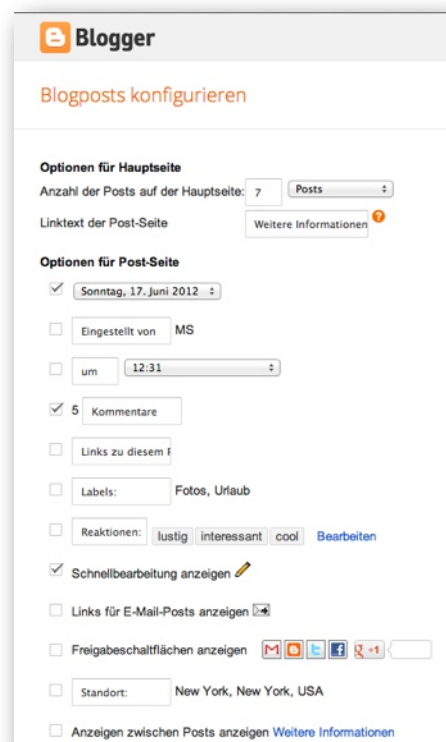 Blogger
Blogposts konfigurieren
Optionen für Hauptseite
Anzahl der Posts auf der Hauptseite: 7 Posts
Linktext der Post-Seite Weitere Informationen ?
Optionen für Post-Seite
Sonntag, 17. Juni 2012
Eingestellt von MS
um 12:31
5 Kommentare
Links zu diesem P
Labels: Fotos, Urlaub
Reaktionen: lustig interessant cool Bearbeiten
Schnellbearbeitung anzeigen
Links für E-Mail-Posts anzeigen
Freigabeschaltflächen anzeigen g +1
Standort: New York, New York, USA
Anzeigen zwischen Posts anzeigen Weitere Informationen